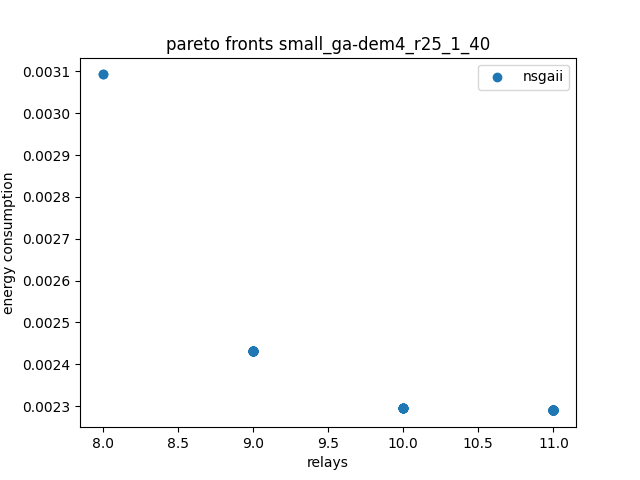 pareto fronts small_ga-dem4_r25_1_40
nsgaii
0.0031
0.0030
0.0029
0.0028
0.0027
0.0026
0.0025
0.0024
0.0023
energy consumption
8.0 8.5 9.0 9.5 10.0 10.5 11.0
relays